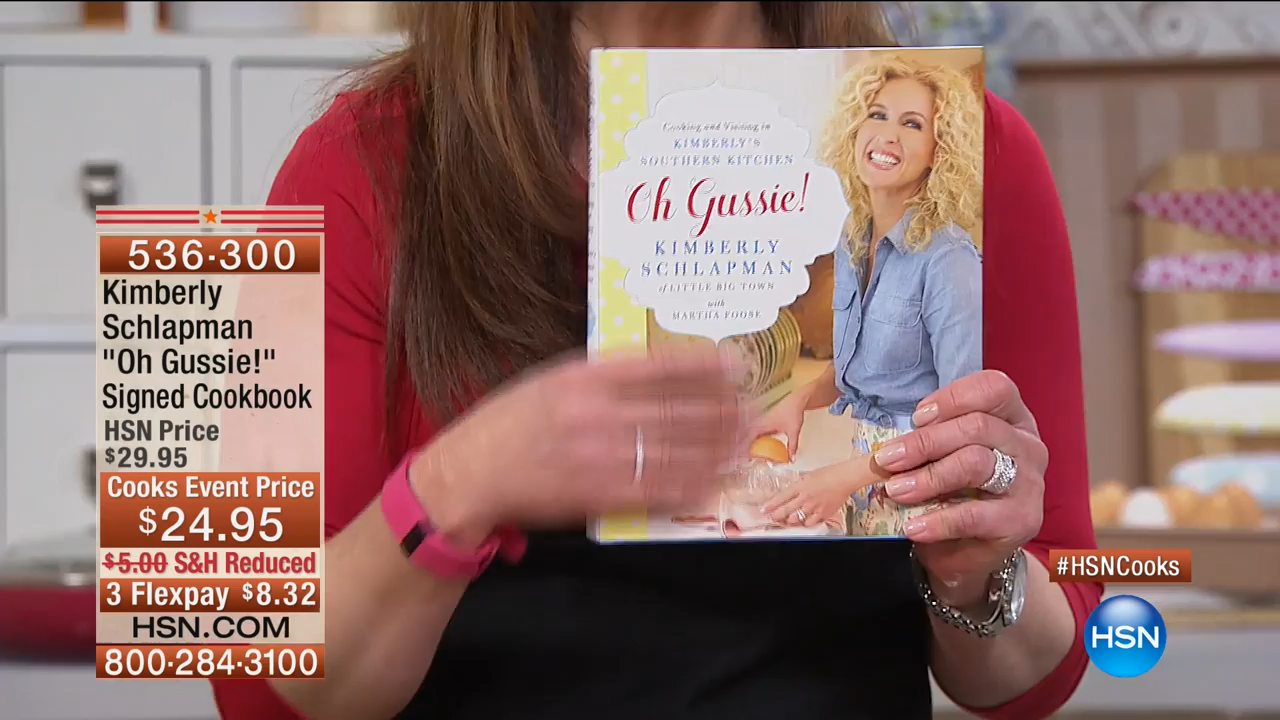 536-300
Kimberly
Schlapman
"Oh Gussie!"
Signed Cookbook
HSN Price
$29.95
Cooks Event Price
$24.95
$5.00 S&H Reduced
3 Flexpay $8.32
HSN.COM
800-284-3100
Cooking and Visiting in
KIMBERLY'S
SOUTHERN KITCHEN
Oh Gussie!
KIMBERLY
SCHLAPMAN
of LITTLE BIG TOWN
with
MARTHA FOOSE
#HSNCooks
HSN